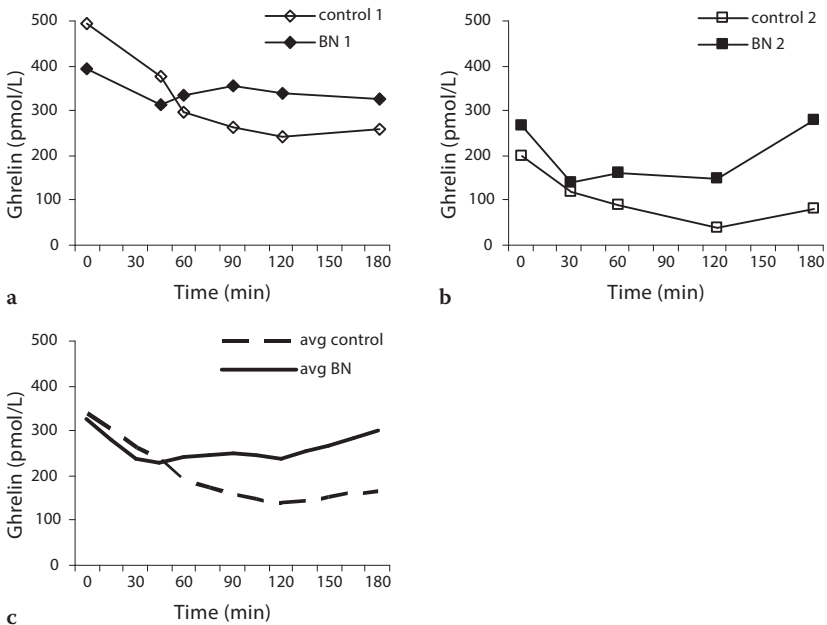 control 1
BN 1
Ghrelin (pmol/L)
500
400
300
200
100
0
0 30 60 90 120 150 180
Time (min)
a
control 2
BN 2
Ghrelin (pmol/L)
500
400
300
200
100
0
0 30 60 90 120 150 180
Time (min)
b
avg control
avg BN
Ghrelin (pmol/L)
500
400
300
200
100
0
0 30 60 90 120 150 180
Time (min)
c